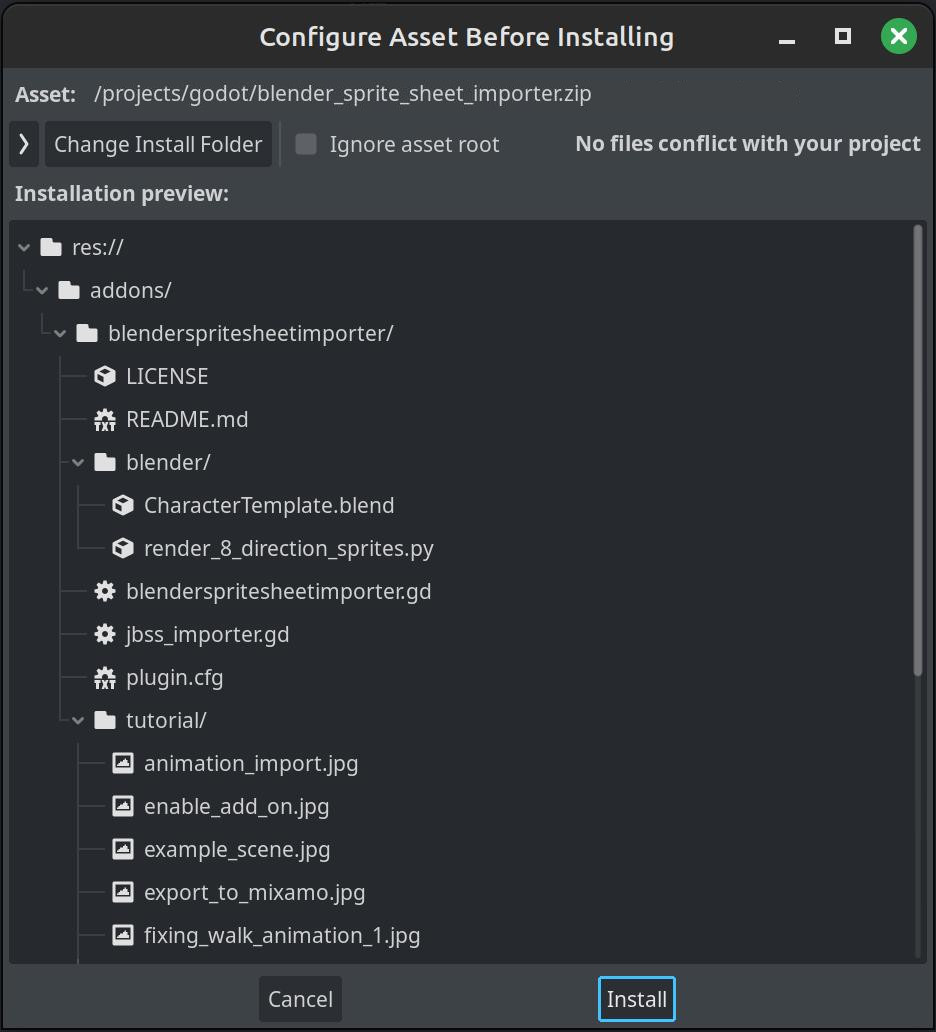 Configure Asset Before Installing
Asset: /projects/godot/blender_sprite_sheet_importer.zip
Change Install Folder Ignore asset root No files conflict with your project
Installation preview:
res://
addons/
blenderspritesheetimporter/
LICENSE
README.md
blender/
CharacterTemplate.blend
render_8_direction_sprites.py
blenderspritesheetimporter.gd
jbss_importer.gd
TXT plugin.cfg
tutorial/
animation_import.jpg
enable_add_on.jpg
example_scene.jpg
export_to_mixamo.jpg
fixing_walk_animation_1.jpg
Cancel Install